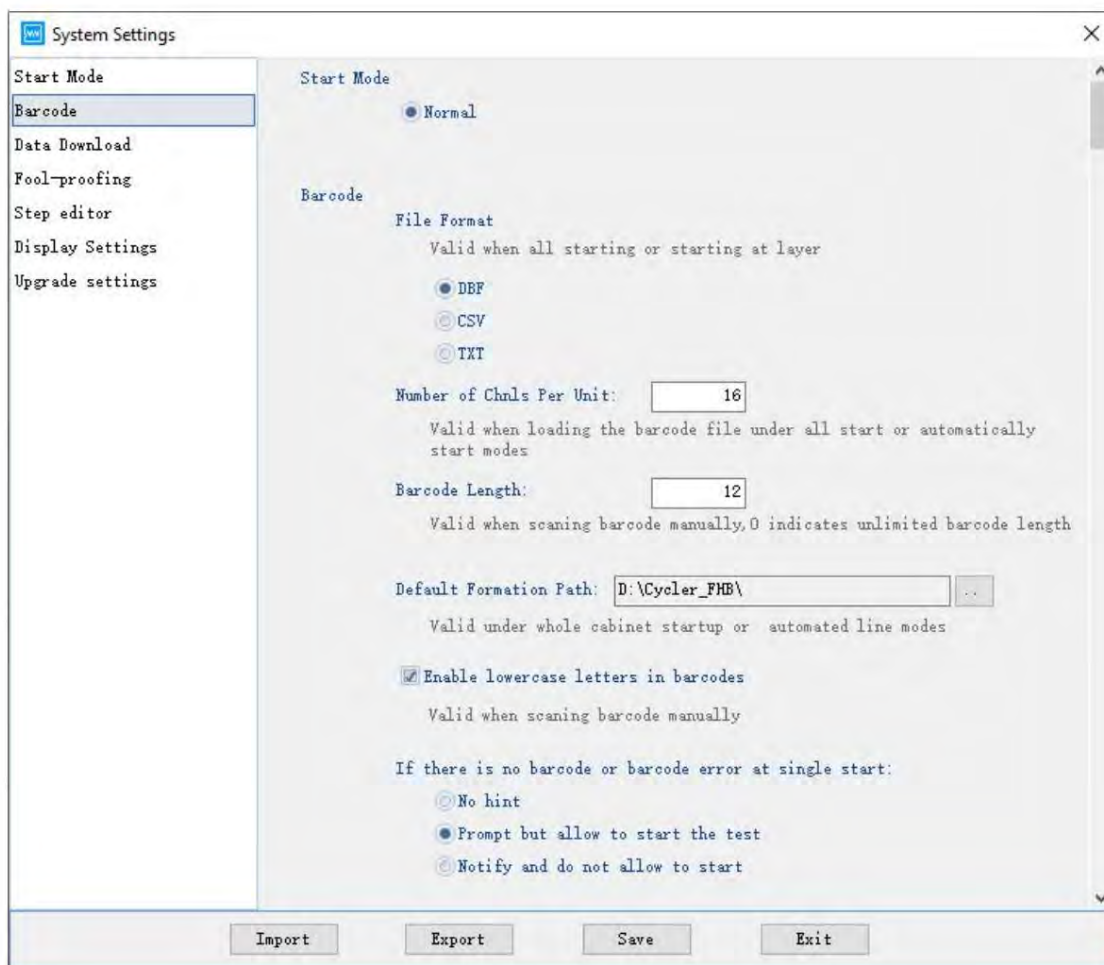 System Settings
Start Mode
Barcode
Data Download
Fool-proofing
Step editor
Display Settings
Upgrade settings
Start Mode
Normal
Barcode
File Format
Valid when all starting or starting at layer
DBF
CSV
TXT
Number of Chnls Per Unit: 16
Valid when loading the barcode file under all start or automatically
start modes
Barcode Length: 12
Valid when scaning barcode manually,0 indicates unlimited barcode length
Default Formation Path: D:\Cycler_FMB\ ..
Valid under whole cabinet startup or automated line modes
Enable lowercase letters in barcodes
Valid when scaning barcode manually
If there is no barcode or barcode error at single start:
No hint
Prompt but allow to start the test
Notify and do not allow to start
Import Export Save Exit